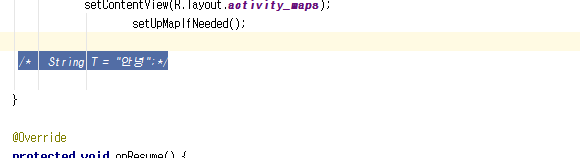 setContentView(R.layout.activity_maps);
setUpMapIfNeeded();
/* String T = "안녕";*/
}
@Override
protected void onResume() {